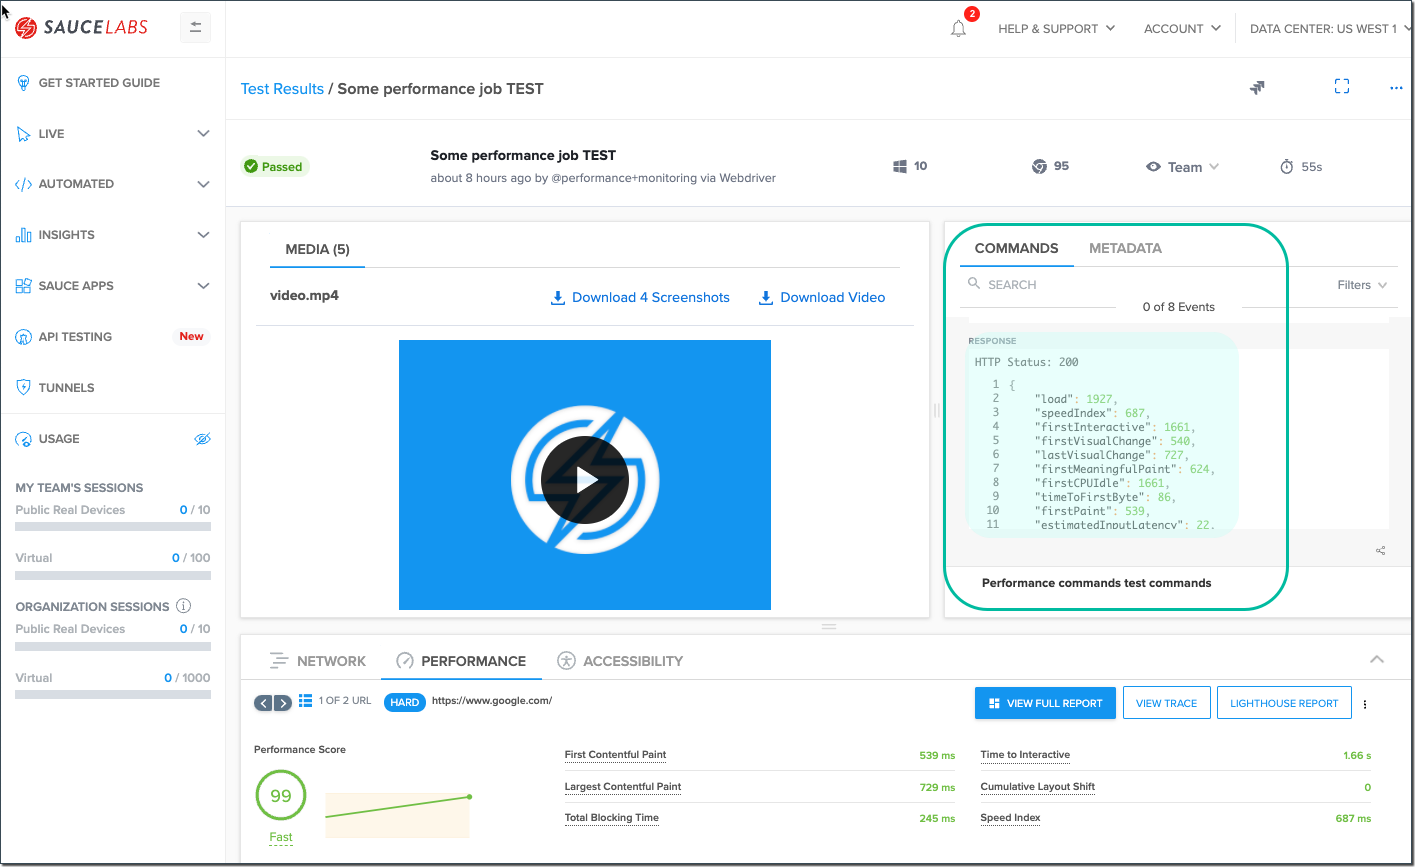 SAUCELABS
2
HELP & SUPPORT
ACCOUNT
DATA CENTER: US WEST 1
GET STARTED GUIDE
LIVE
AUTOMATED
INSIGHTS
SAUCE APPS
API TESTING New
TUNNELS
USAGE
MY TEAM'S SESSIONS
Public Real Devices 0 / 10
Virtual 0 / 100
ORGANIZATION SESSIONS
Public Real Devices 0 / 10
Virtual 0 / 1000
Test Results / Some performance job TEST
Passed
Some performance job TEST
about 8 hours ago by @performance+monitoring via Webdriver
10
95
Team
55s
MEDIA (5)
video.mp4
Download 4 Screenshots
Download Video
COMMANDS
METADATA
SEARCH
Filters
0 of 8 Events
RESPONSE
HTTP Status: 200
1 {
2 "load": 1927,
3 "speedIndex": 687,
4 "firstInteractive": 1661,
5 "firstVisualChange": 540,
6 "lastVisualChange": 727,
7 "firstMeaningfulPaint": 624,
8 "firstCPUIdle": 1661,
9 "timeToFirstByte": 86,
10 "firstPaint": 539,
11 "estimatedInputLatency": 22,
Performance commands test commands
NETWORK
PERFORMANCE
ACCESSIBILITY
1 OF 2 URL
HARD
https://www.google.com/
VIEW FULL REPORT
VIEW TRACE
LIGHTHOUSE REPORT
Performance Score
99
Fast
First Contentful Paint 539 ms
Largest Contentful Paint 729 ms
Total Blocking Time 245 ms
Time to Interactive 1.66 s
Cumulative Layout Shift 0
Speed Index 687 ms